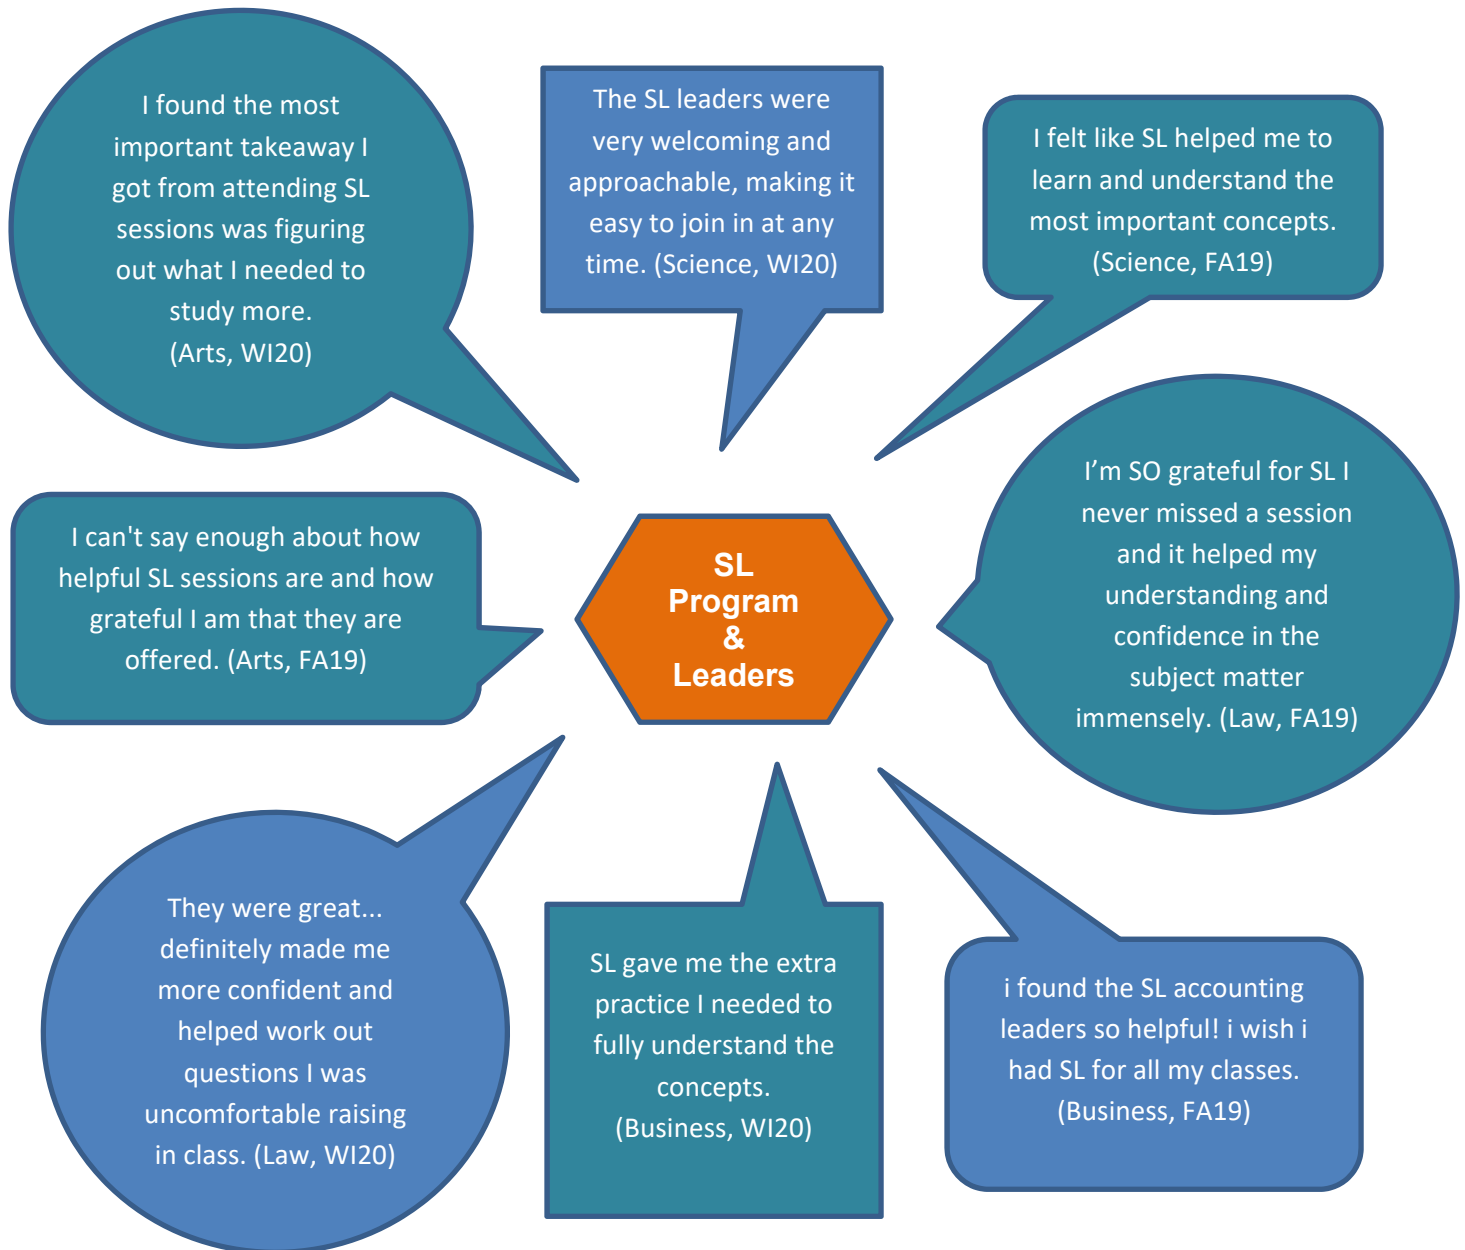 I found the most
important takeaway I
got from attending SL
sessions was figuring
out what I needed to
study more.
(Arts, WI20)
The SL leaders were
very welcoming and
approachable, making it
easy to join in at any
time. (Science, WI20)
I felt like SL helped me to
learn and understand the
most important concepts.
(Science, FA19)
I can't say enough about how
helpful SL sessions are and how
grateful I am that they are
offered. (Arts, FA19)
SL
Program
&
Leaders
I’m SO grateful for SL I
never missed a session
and it helped my
understanding and
confidence in the
subject matter
immensely. (Law, FA19)
They were great...
definitely made me
more confident and
helped work out
questions I was
uncomfortable raising
in class. (Law, WI20)
SL gave me the extra
practice I needed to
fully understand the
concepts.
(Business, WI20)
i found the SL accounting
leaders so helpful! i wish i
had SL for all my classes.
(Business, FA19)